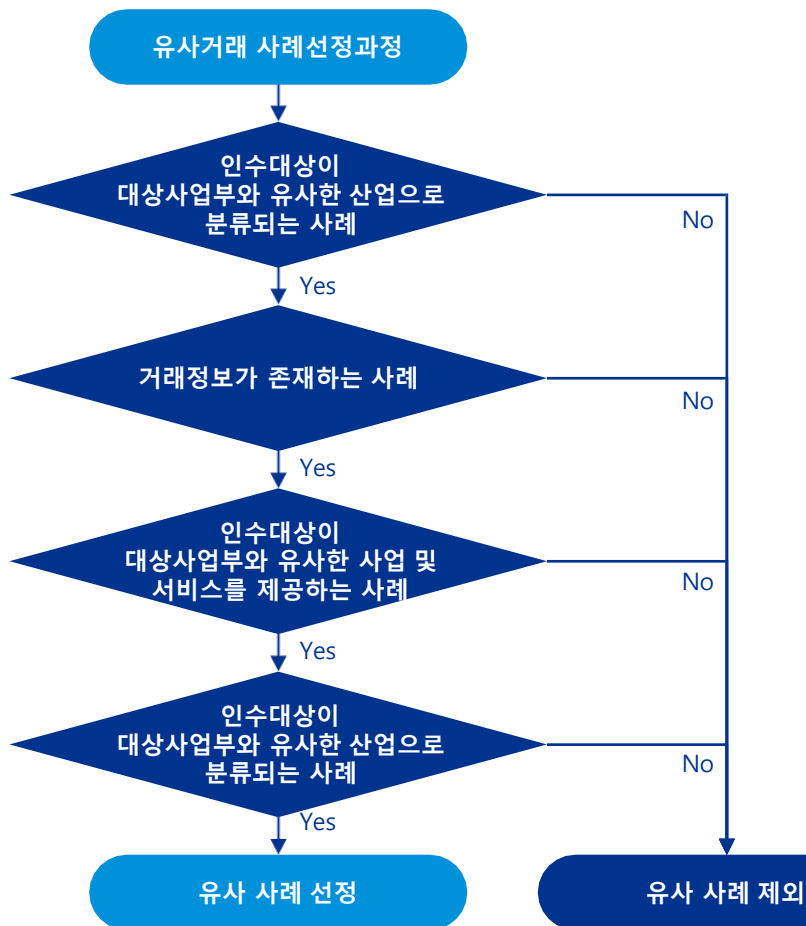 유사거래 사례선정과정
인수대상이
대상사업부와 유사한 산업으로
분류되는 사례
No
Yes
거래정보가 존재하는 사례
No
Yes
인수대상이
대상사업부와 유사한 사업 및
서비스를 제공하는 사례
No
Yes
인수대상이
대상사업부와 유사한 산업으로
분류되는 사례
No
Yes
유사 사례 선정
유사 사례 제외